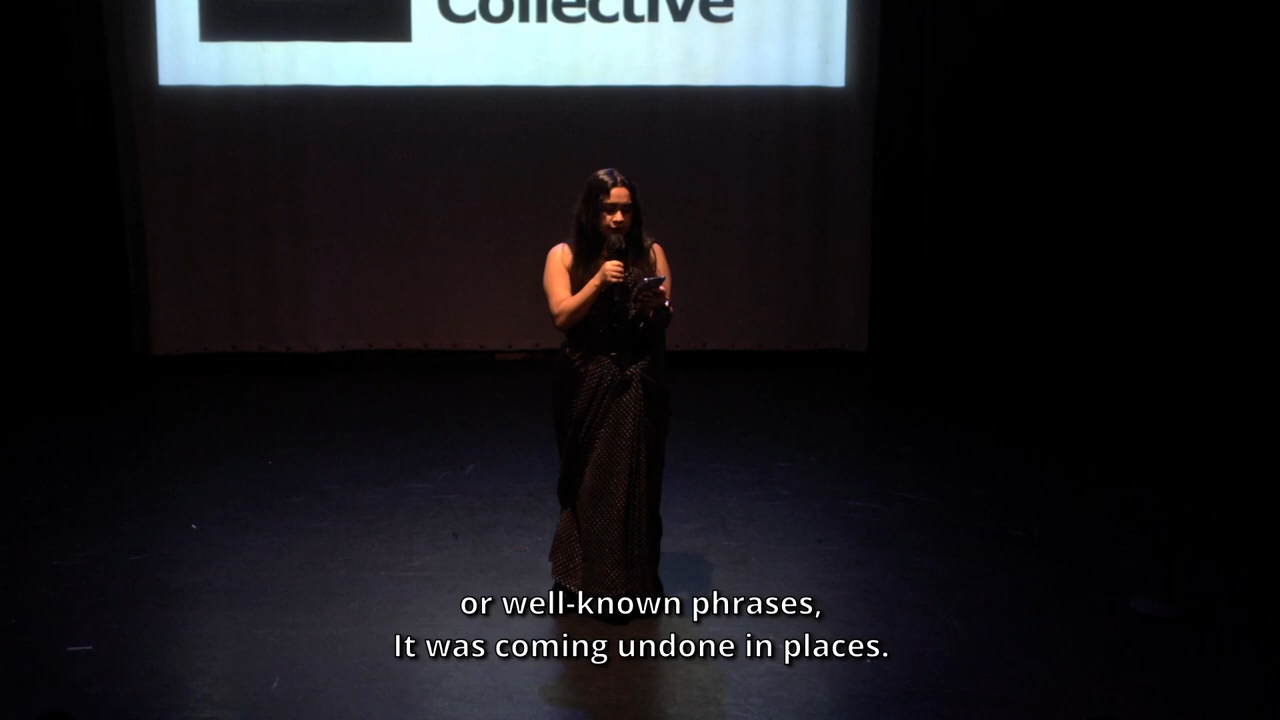 Collective
or well-known phrases,
It was coming undone in places.